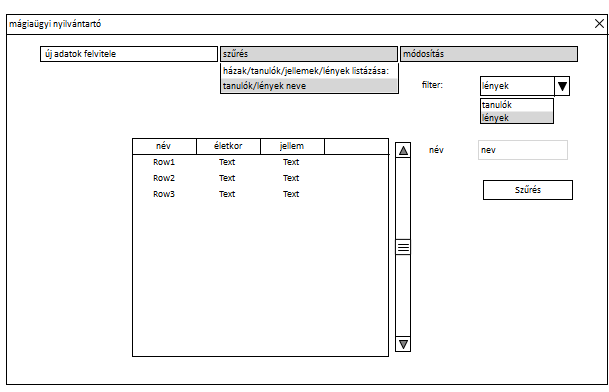 mágiaügyi nyilvántartó
új adatok felvitele szűrés módosítás
házak/tanulók/jellemek/lények listázása:
tanulók/lények neve
filter: lények
tanulók
lények
név életkor jellem
Row1 Text Text
Row2 Text Text
Row3 Text Text
név nev
Szűrés